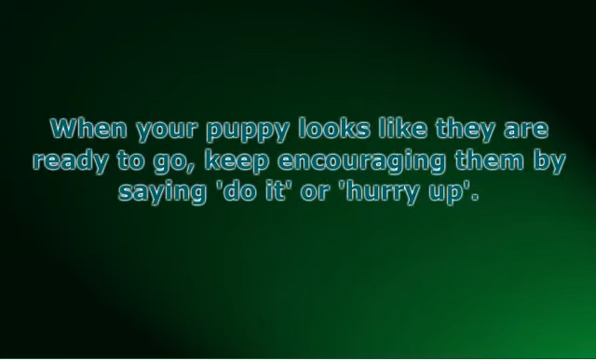 When your puppy looks like they are
ready to go, keep encouraging them by
saying 'do it' or 'hurry up'.